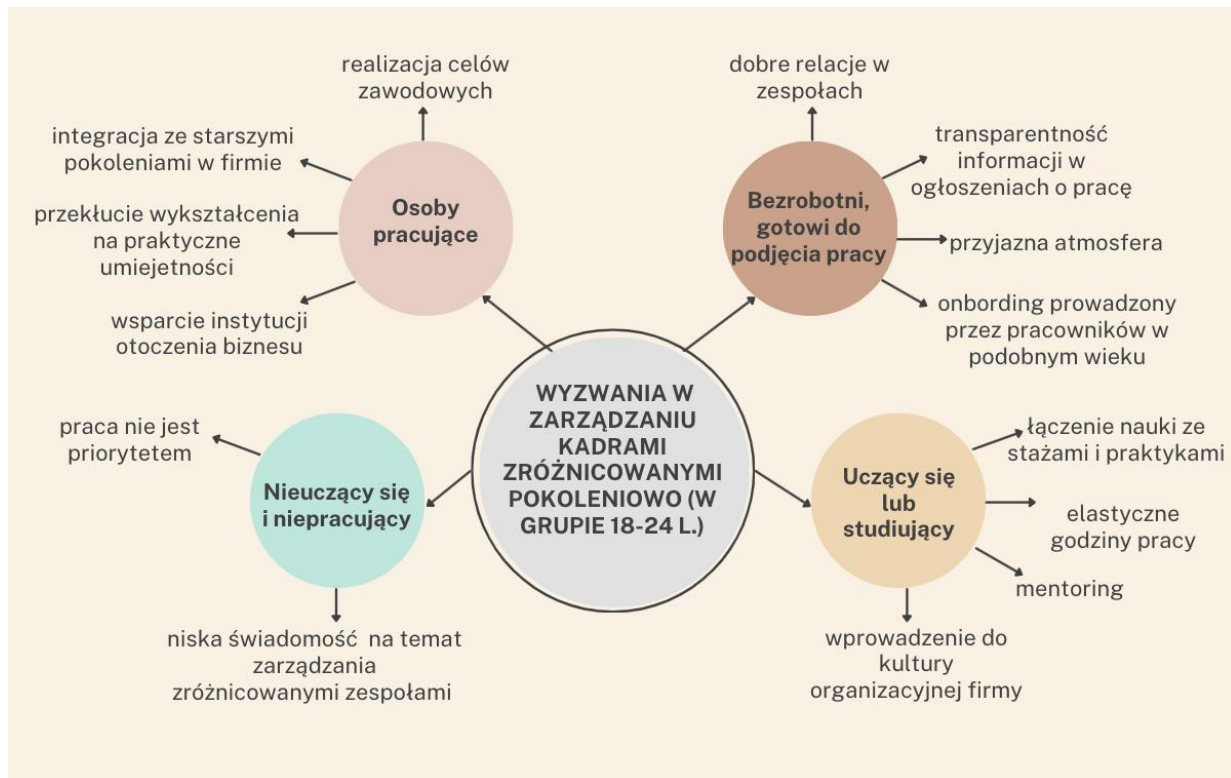 realizacja celów
zawodowych
integracja ze starszymi
pokoleniami w firmie
przekłucie wykształcenia
na praktyczne
umiejetności
wsparcie instytucji
otoczenia biznesu
Osoby
pracujące
dobre relacje w
zespołach
transparentność
informacji w
ogłoszeniach o pracę
przyjazna atmosfera
onbording prowadzony
przez pracowników w
podobnym wieku
Bezrobotni,
gotowi do
podjęcia pracy
WYZWANIA W
ZARZĄDZANIU
KADRAMI
ZRÓŻNICOWANYMI
POKOLENIOWO (W
GRUPIE 18-24 L.)
praca nie jest
priorytetem
Nieuczący się
i niepracujący
niska świadomość na temat
zarządzania
zróżnicowanymi zespołami
Uczący się
lub
studiujący
łączenie nauki ze
stażami i praktykami
elastyczne
godziny pracy
mentoring
wprowadzenie do
kultury
organizacyjnej firmy